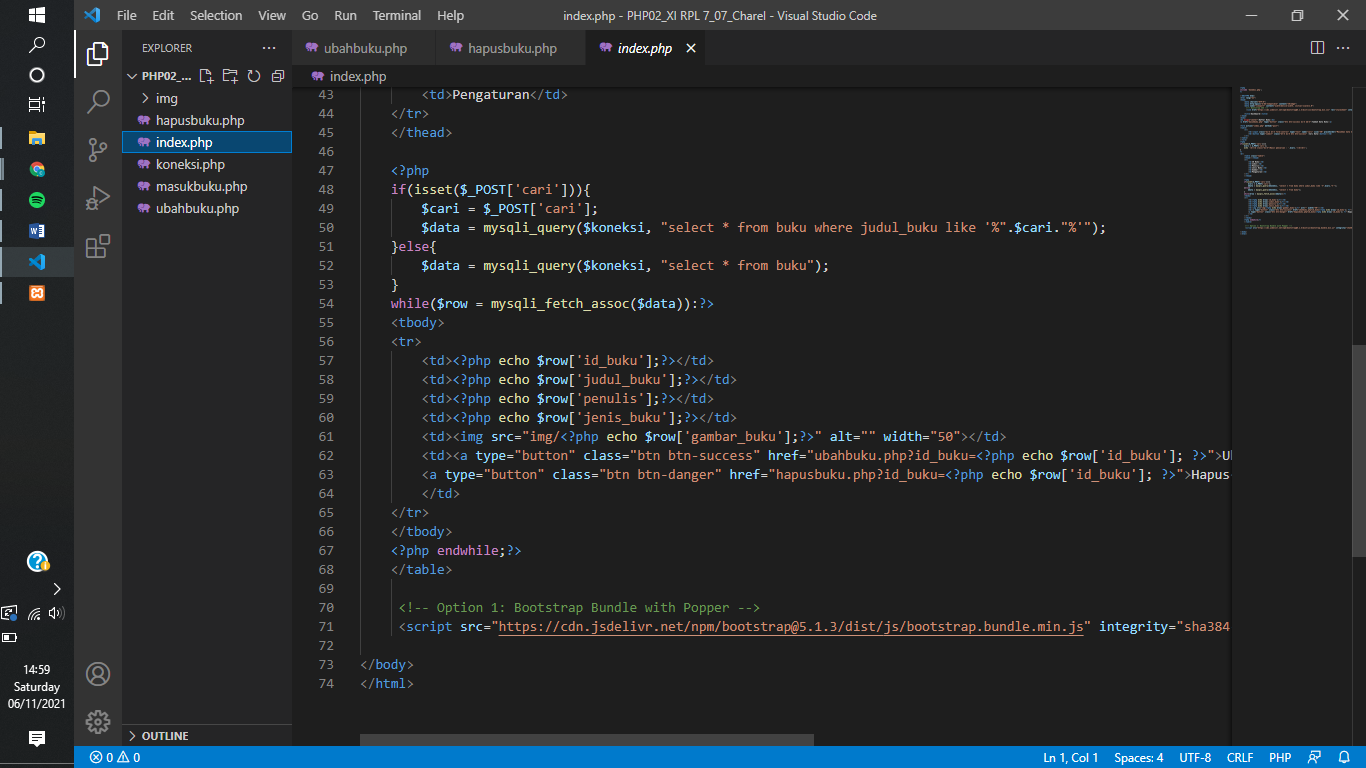 File Edit Selection View Go Run Terminal Help index.php - PHP02_XI RPL 7_07_Charel - Visual Studio Code
EXPLORER
PHP02_...
img
hapusbuku.php
index.php
koneksi.php
masukbuku.php
ubahbuku.php
OUTLINE
ubahbuku.php hapusbuku.php index.php
index.php
43 <td>Pengaturan</td>
44 </tr>
45 </thead>
46
47 <?php
48 if(isset($_POST['cari'])){
49 $cari = $_POST['cari'];
50 $data = mysqli_query($koneksi, "select * from buku where judul_buku like '%".$cari."%'");
51 }else{
52 $data = mysqli_query($koneksi, "select * from buku");
53 }
54 while($row = mysqli_fetch_assoc($data)):?>
55 <tbody>
56 <tr>
57 <td><?php echo $row['id_buku'];?></td>
58 <td><?php echo $row['judul_buku'];?></td>
59 <td><?php echo $row['penulis'];?></td>
60 <td><?php echo $row['jenis_buku'];?></td>
61 <td><img src="img/<?php echo $row['gambar_buku'];?>" alt="" width="50"></td>
62 <td><a type="button" class="btn btn-success" href="ubahbuku.php?id_buku=<?php echo $row['id_buku']; ?>">U
63 <a type="button" class="btn btn-danger" href="hapusbuku.php?id_buku=<?php echo $row['id_buku']; ?>">Hapus
64 </td>
65 </tr>
66 </tbody>
67 <?php endwhile;?>
68 </table>
69
70 <!-- Option 1: Bootstrap Bundle with Popper -->
71 <script src="https://cdn.jsdelivr.net/npm/bootstrap@5.1.3/dist/js/bootstrap.bundle.min.js" integrity="sha384
72
73 </body>
74 </html>
14:59
Saturday
06/11/2021
0 0 Ln 1, Col 1 Spaces: 4 UTF-8 CRLF PHP